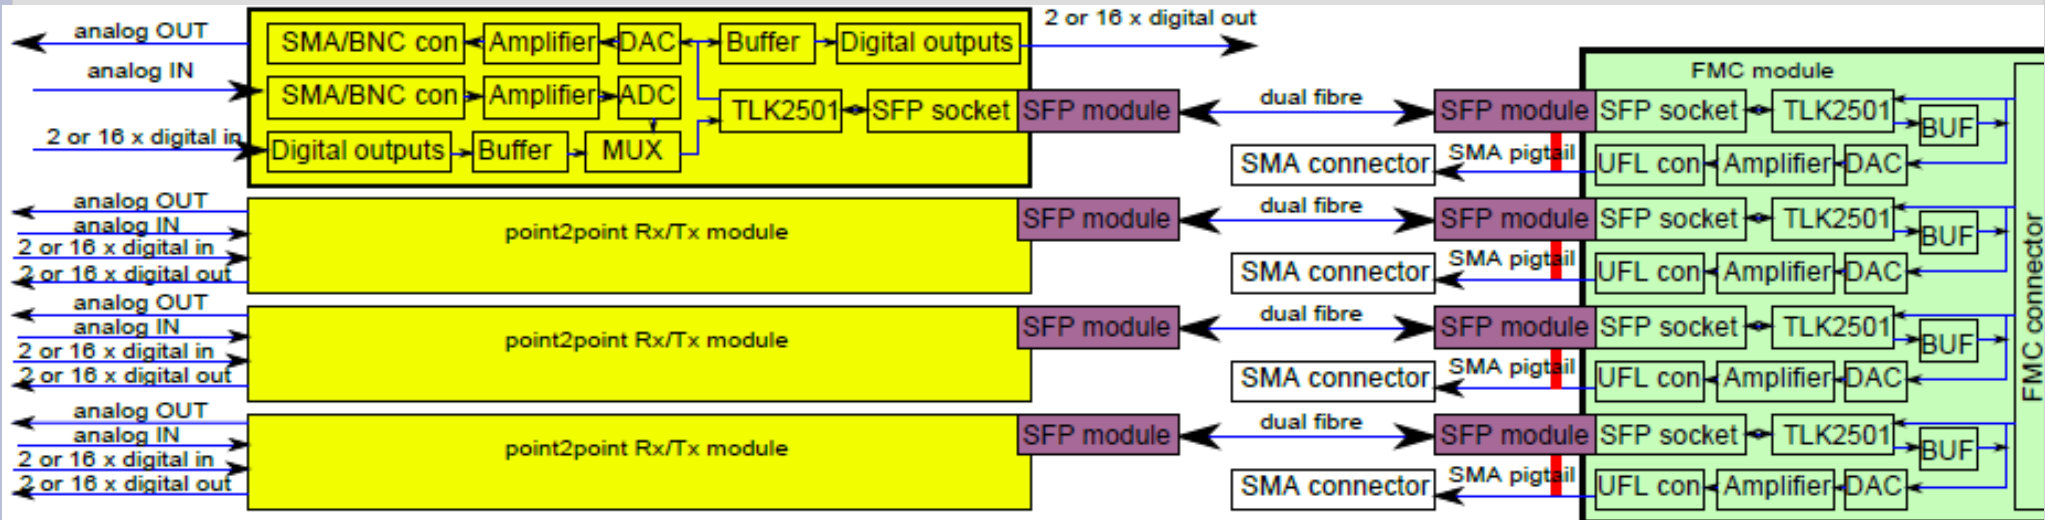 2 or 16 x digital out
analog OUT
SMA/BNC con Amplifier DAC Buffer Digital outputs
analog IN
FMC module
SMA/BNC con Amplifier ADC
TLK2501 SFP socket SFP module dual fibre SFP module SFP socket TLK2501
BUF
2 or 16 x digital in
Digital outputs Buffer MUX
SMA connector SMA pigtail UFL con Amplifier DAC
analog OUT
analog IN
2 or 16 x digital in
2 or 16 x digital out
point2point Rx/Tx module
SFP module dual fibre SFP module SFP socket TLK2501
BUF
SMA connector SMA pigtail UFL con Amplifier DAC
analog OUT
analog IN
2 or 16 x digital in
2 or 16 x digital out
point2point Rx/Tx module
SFP module dual fibre SFP module SFP socket TLK2501
BUF
SMA connector SMA pigtail UFL con Amplifier DAC
analog OUT
analog IN
2 or 16 x digital in
2 or 16 x digital out
point2point Rx/Tx module
SFP module dual fibre SFP module SFP socket TLK2501
BUF
SMA connector SMA pigtail UFL con Amplifier DAC
FMC connector